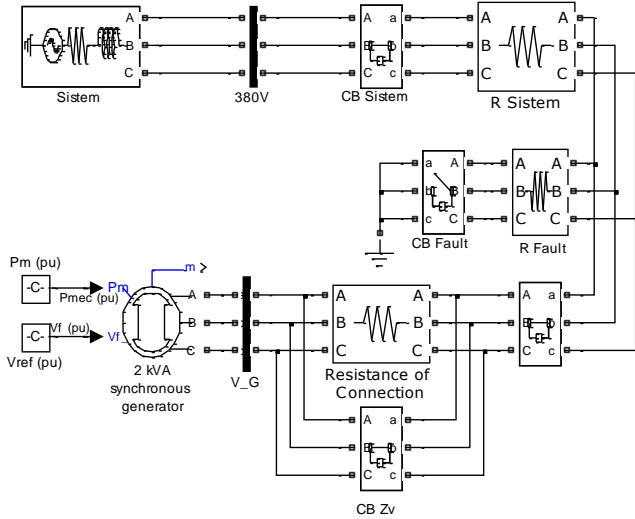 A A a A A
B B b B B
C C c C C
Sistem
380V
CB Sistem
R Sistem
a A A A
b B B B
c C C C
CB Fault
R Fault
Pm (pu)
-C-
Pmec (pu)
Pm
m
Vf (pu)
-C-
Vf_
Vref (pu)
A A A A a
B B B B b
C C C C c
2 kVA
synchronous
generator
V_G
Resistance of
Connection
A a
B b
C c
CB Zv